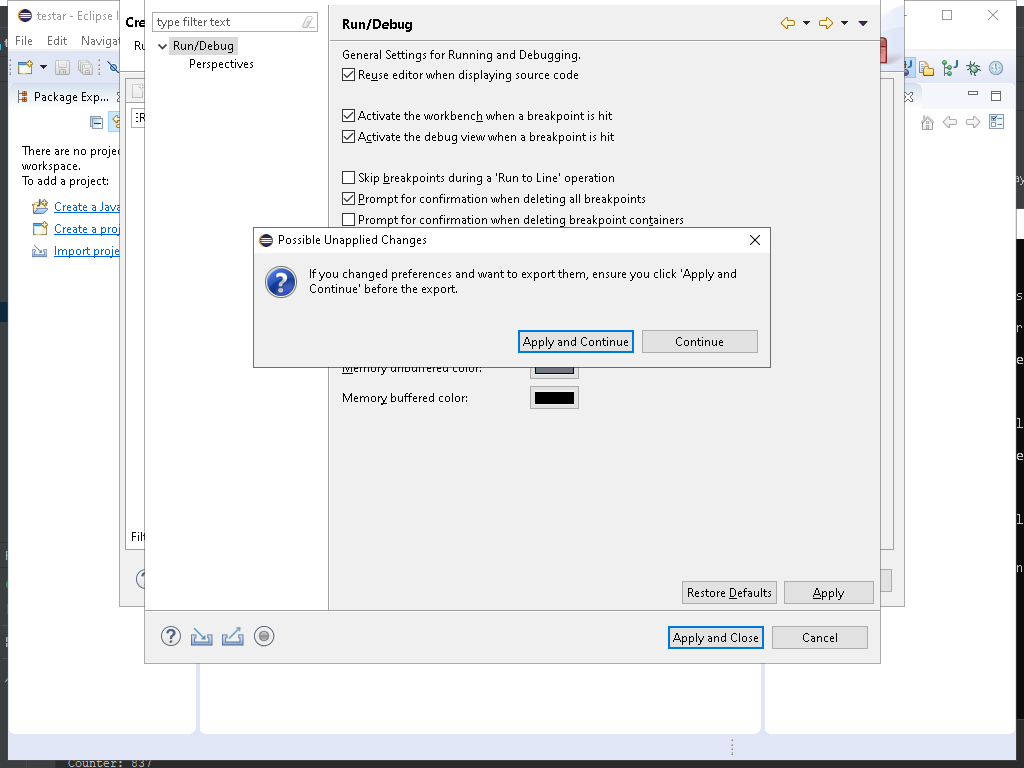 testar - Eclipse I
File Edit Navigat
Package Exp...
There are no projec
workspace.
To add a project:
Create a Java
Create a proj
Import proje
Cre
Ru
type filter text
Run/Debug
Perspectives
Run/Debug
General Settings for Running and Debugging.
Reuse editor when displaying source code
Activate the workbench when a breakpoint is hit
Activate the debug view when a breakpoint is hit
Skip breakpoints during a 'Run to Line' operation
Prompt for confirmation when deleting all breakpoints
Prompt for confirmation when deleting breakpoint containers
Possible Unapplied Changes
If you changed preferences and want to export them, ensure you click 'Apply and
Continue' before the export.
Apply and Continue
Continue
Memory unbuffered color:
Memory buffered color:
Filt
Restore Defaults
Apply
Apply and Close
Cancel
Counter: 837